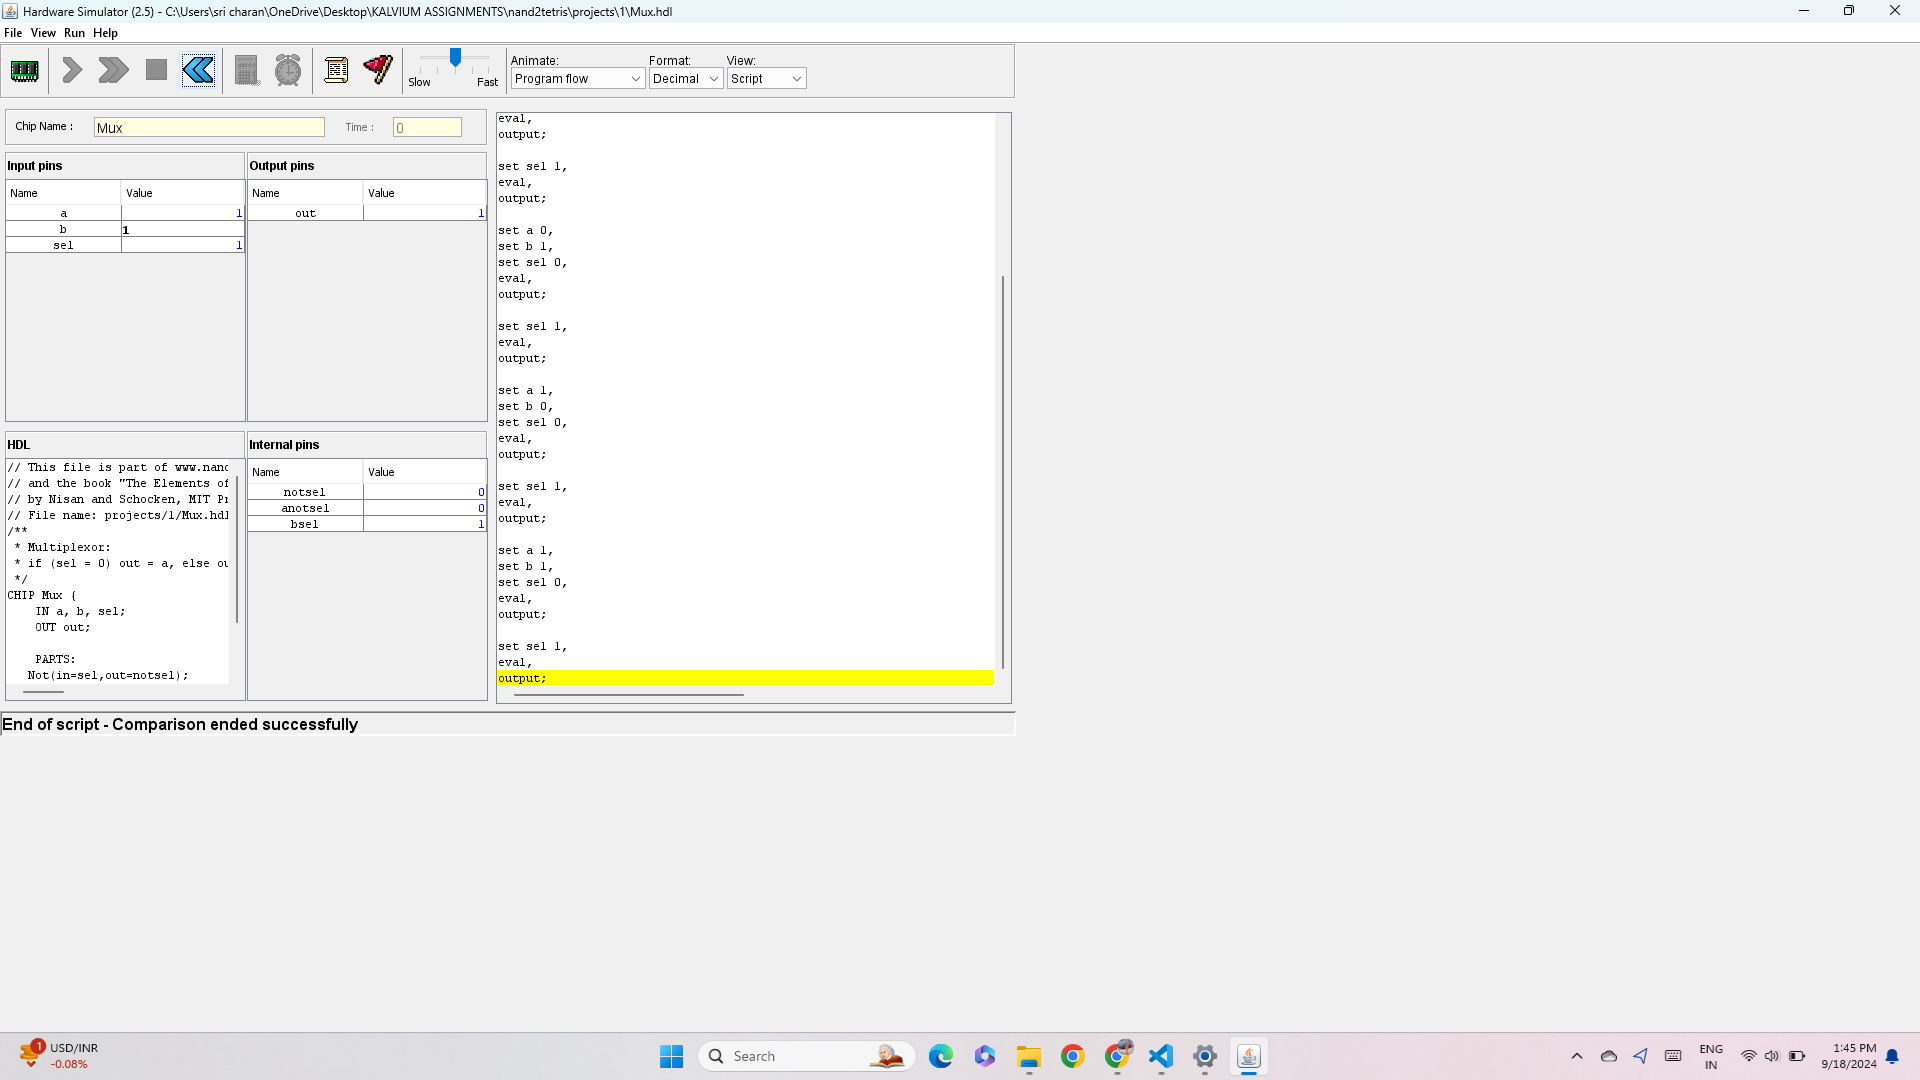 Hardware Simulator (2.5) - C:\Users\sri charan\OneDrive\Desktop\KALVIUM ASSIGNMENTS\nand2tetris\projects\1\Mux.hdl
File View Run Help
Slow Fast
Animate:
Program flow
Format:
Decimal
View:
Script
Chip Name :
Mux
Time :
0
Input pins
Name Value
a 1
b 1
sel 1
Output pins
Name Value
out 1
HDL
// This file is part of www.nand
// and the book "The Elements of
// by Nisan and Schocken, MIT Pr
// File name: projects/1/Mux.hdl
/**
* Multiplexor:
* if (sel = 0) out = a, else ou
*/
CHIP Mux {
IN a, b, sel;
OUT out;
PARTS:
Not(in=sel,out=notsel);
Internal pins
Name Value
notsel 0
anotsel 0
bsel 1
eval,
output;
set sel 1,
eval,
output;
set a 0,
set b 1,
set sel 0,
eval,
output;
set sel 1,
eval,
output;
set a 1,
set b 0,
set sel 0,
eval,
output;
set sel 1,
eval,
output;
set a 1,
set b 1,
set sel 0,
eval,
output;
set sel 1,
eval,
output;
End of script - Comparison ended successfully
1
USD/INR
-0.08%
Search
ENG
IN
1:45 PM
9/18/2024